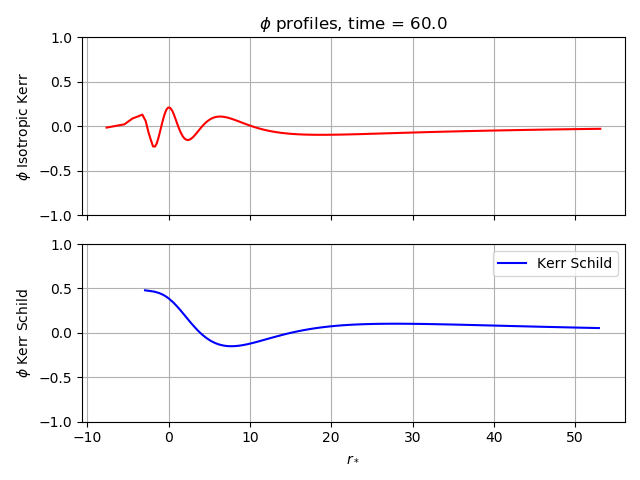 ϕ profiles, time = 60.0
1.0
0.5
0.0
−0.5
−1.0
ϕ Isotropic Kerr
1.0
0.5
0.0
−0.5
−1.0
ϕ Kerr Schild
Kerr Schild
−10 0 10 20 30 40 50
r*